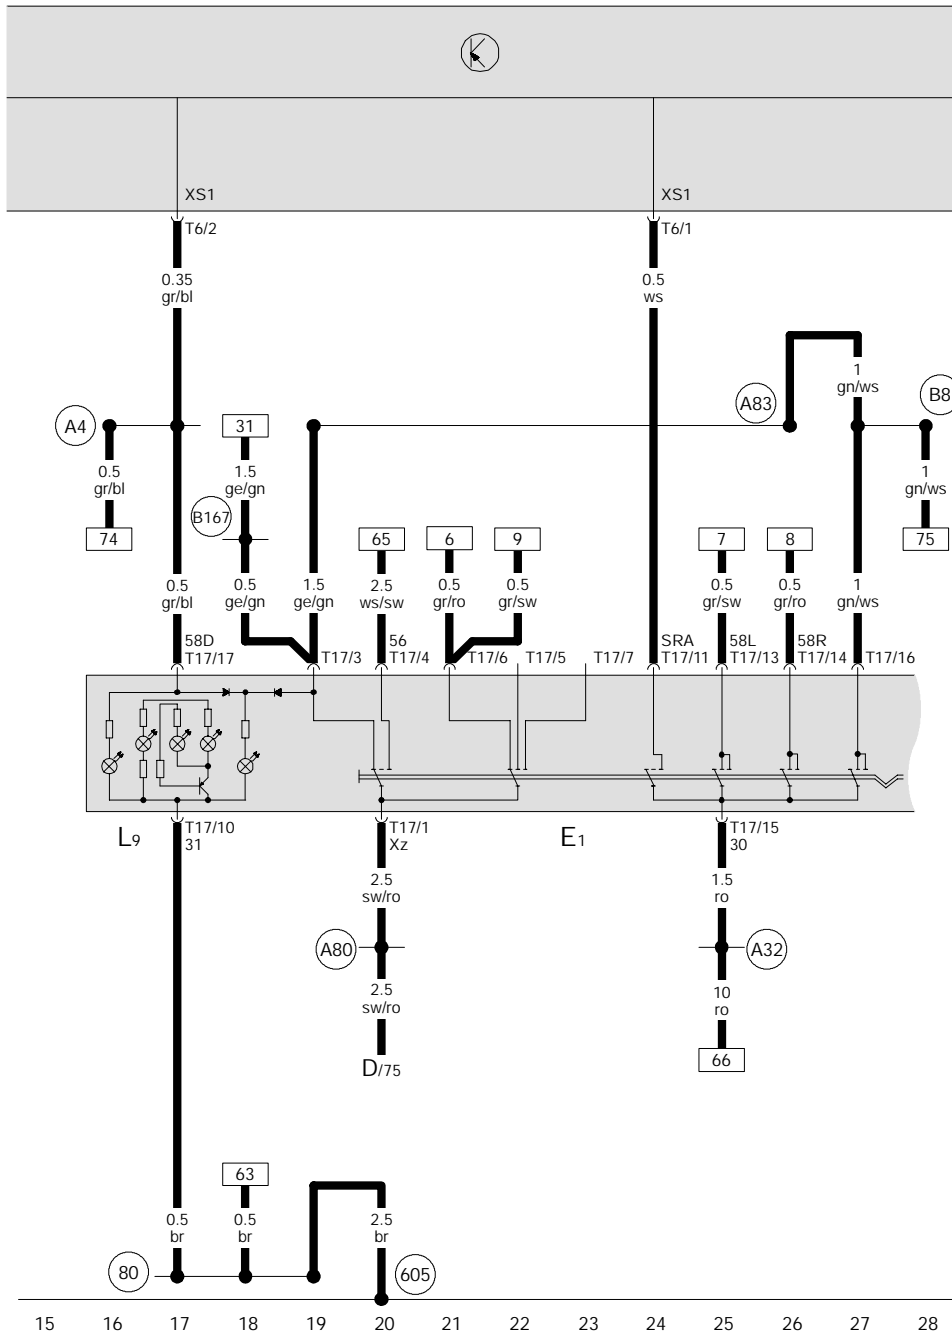 XS1 XS1
T6/2 T6/1
0.35 0.5
gr/bl ws
1
gn/ws
A4 31 A83 B8
0.5 1.5 1
gr/bl ge/gn gn/ws
B167
74 65 6 9 7 8 75
0.5 0.5 1.5 2.5 0.5 0.5 0.5 0.5 1
gr/bl ge/gn ge/gn ws/sw gr/ro gr/sw gr/sw gr/ro gn/ws
58D 56 SRA 58L 58R
T17/17 T17/3 T17/4 T17/6 T17/5 T17/7 T17/11 T17/13 T17/14 T17/16
L9 T17/10 T17/1 E1 T17/15
31 Xz 30
2.5 1.5
sw/ro ro
A80 A32
2.5 10
sw/ro ro
D/75 66
63
0.5 0.5 2.5
br br br
80 605
15 16 17 18 19 20 21 22 23 24 25 26 27 28